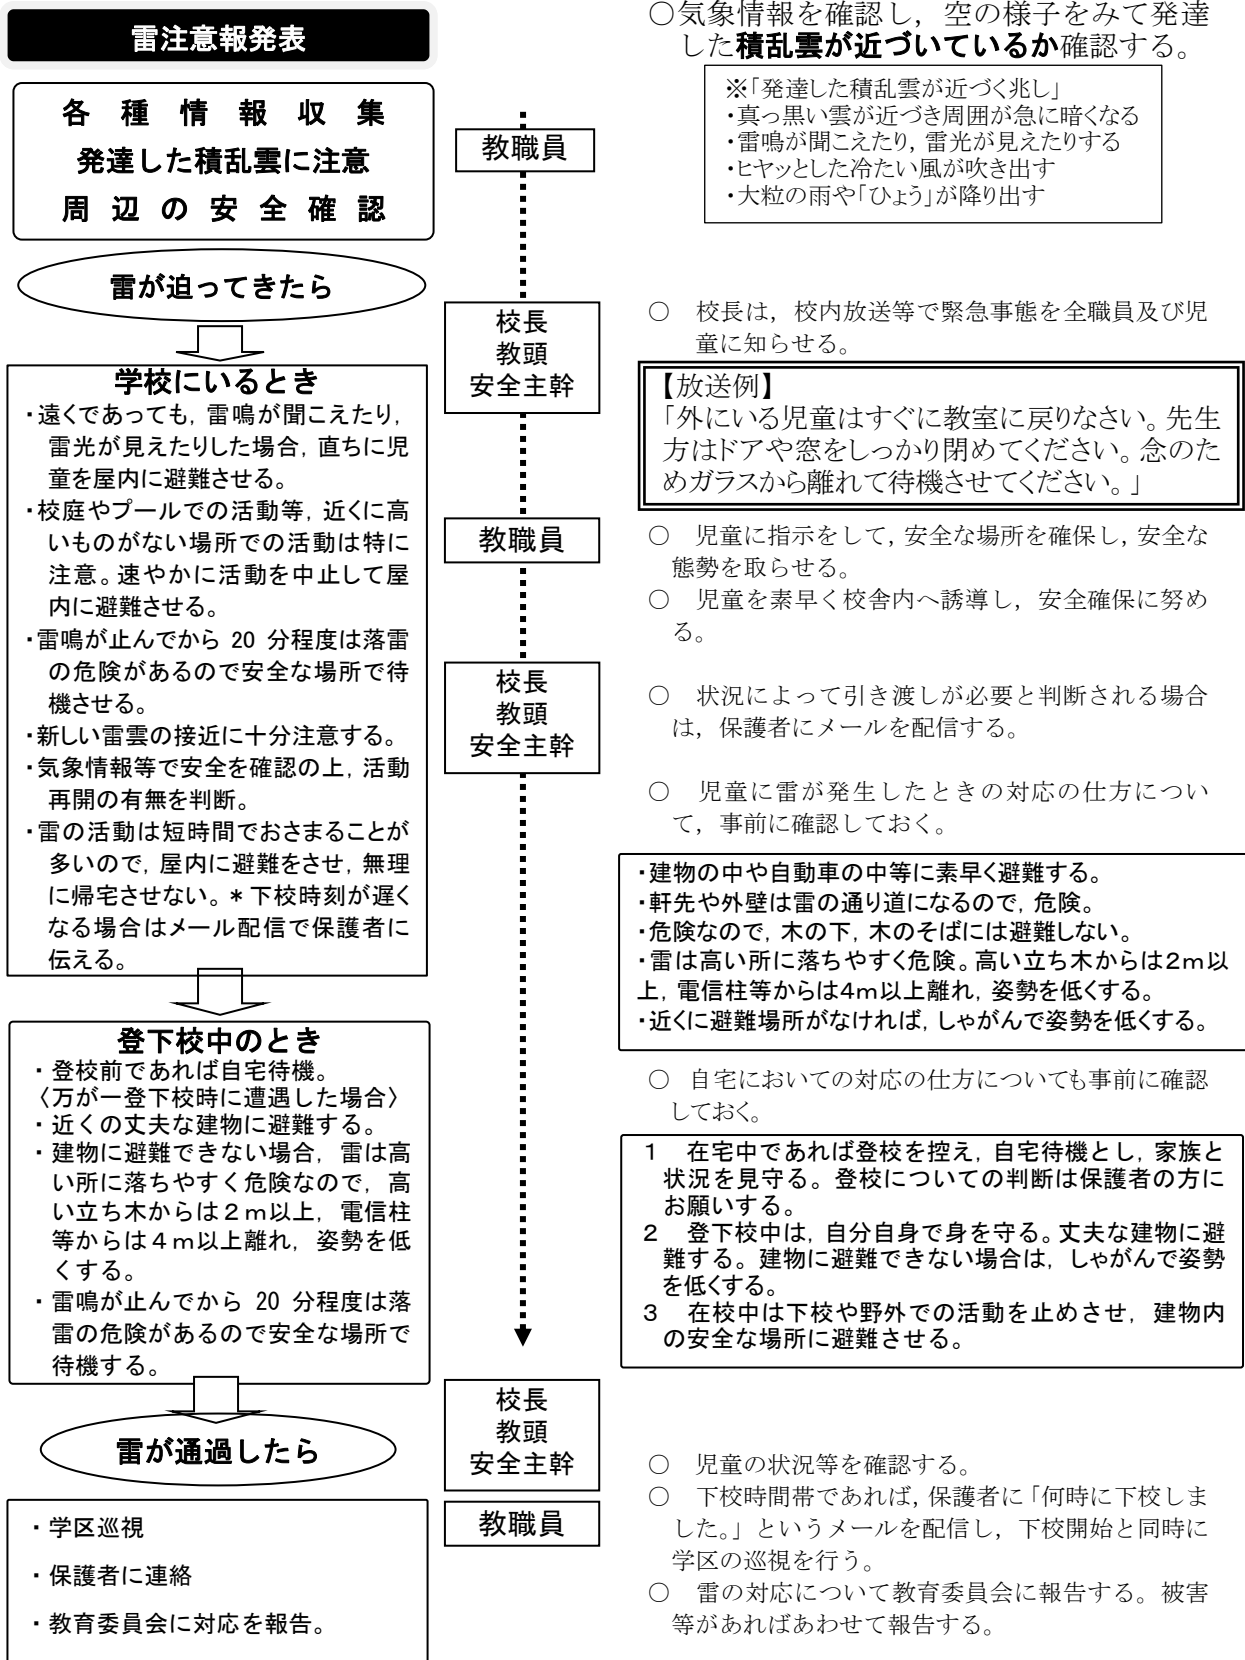 雷注意報発表
各種情報収集
発達した積乱雲に注意
周辺の安全確認
雷が迫ってきたら
学校にいるとき
・遠くであっても，雷鳴が聞こえたり，
雷光が見えたりした場合，直ちに児
童を屋内に避難させる。
・校庭やプールでの活動等，近くに高
いものがない場所での活動は特に
注意。速やかに活動を中止して屋
内に避難させる。
・雷鳴が止んでから 20 分程度は落雷
の危険があるので安全な場所で待
機させる。
・新しい雷雲の接近に十分注意する。
・気象情報等で安全を確認の上，活動
再開の有無を判断。
・雷の活動は短時間でおさまることが
多いので，屋内に避難をさせ，無理
に帰宅させない。＊下校時刻が遅く
なる場合はメール配信で保護者に
伝える。
登下校中のとき
・登校前であれば自宅待機。
〈万が一登下校時に遭遇した場合〉
・近くの丈夫な建物に避難する。
・建物に避難できない場合，雷は高
い所に落ちやすく危険なので，高
い立ち木からは２ｍ以上，電信柱
等からは４ｍ以上離れ，姿勢を低
くする。
・雷鳴が止んでから 20 分程度は落
雷の危険があるので安全な場所で
待機する。
雷が通過したら
・学区巡視
・保護者に連絡
・教育委員会に対応を報告。
教職員
校長
教頭
安全主幹
教職員
校長
教頭
安全主幹
校長
教頭
安全主幹
教職員
○気象情報を確認し，空の様子をみて発達
した積乱雲が近づいているか確認する。
※「発達した積乱雲が近づく兆し」
・真っ黒い雲が近づき周囲が急に暗くなる
・雷鳴が聞こえたり，雷光が見えたりする
・ヒヤッとした冷たい風が吹き出す
・大粒の雨や「ひょう」が降り出す
○　校長は，校内放送等で緊急事態を全職員及び児
童に知らせる。
【放送例】
「外にいる児童はすぐに教室に戻りなさい。先生
方はドアや窓をしっかり閉めてください。念のた
めガラスから離れて待機させてください。」
○　児童に指示をして，安全な場所を確保し，安全な
態勢を取らせる。
○　児童を素早く校舎内へ誘導し，安全確保に努め
る。
○　状況によって引き渡しが必要と判断される場合
は，保護者にメールを配信する。
○　児童に雷が発生したときの対応の仕方につい
て，事前に確認しておく。
・建物の中や自動車の中等に素早く避難する。
・軒先や外壁は雷の通り道になるので，危険。
・危険なので，木の下，木のそばには避難しない。
・雷は高い所に落ちやすく危険。高い立ち木からは２ｍ以
上，電信柱等からは４ｍ以上離れ，姿勢を低くする。
・近くに避難場所がなければ，しゃがんで姿勢を低くする。
○　自宅においての対応の仕方についても事前に確認
しておく。
１　在宅中であれば登校を控え，自宅待機とし，家族と
状況を見守る。登校についての判断は保護者の方に
お願いする。
２　登下校中は，自分自身で身を守る。丈夫な建物に避
難する。建物に避難できない場合は，しゃがんで姿勢
を低くする。
３　在校中は下校や野外での活動を止めさせ，建物内
の安全な場所に避難させる。
○　児童の状況等を確認する。
○　下校時間帯であれば，保護者に「何時に下校しま
した。」というメールを配信し，下校開始と同時に
学区の巡視を行う。
○　雷の対応について教育委員会に報告する。被害
等があればあわせて報告する。